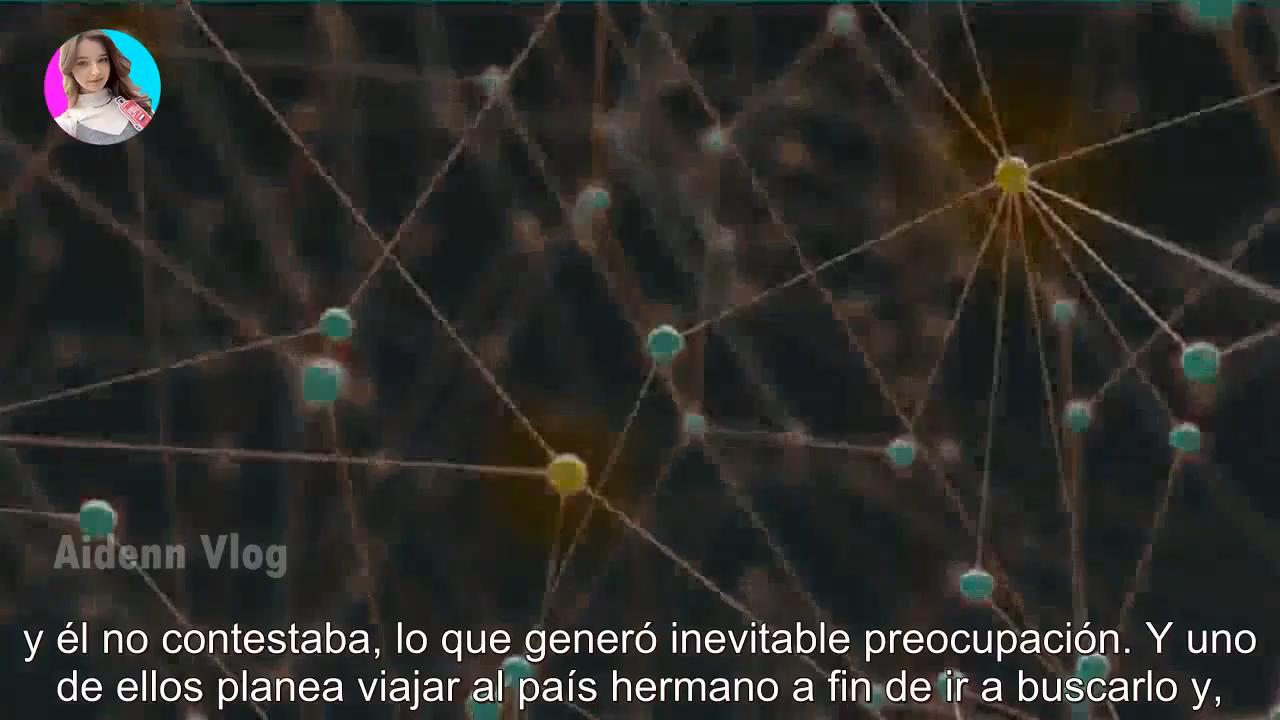 Aidenn Vlog
y él no contestaba, lo que generó inevitable preocupación. Y uno
de ellos planea viajar al país hermano a fin de ir a buscarlo y,